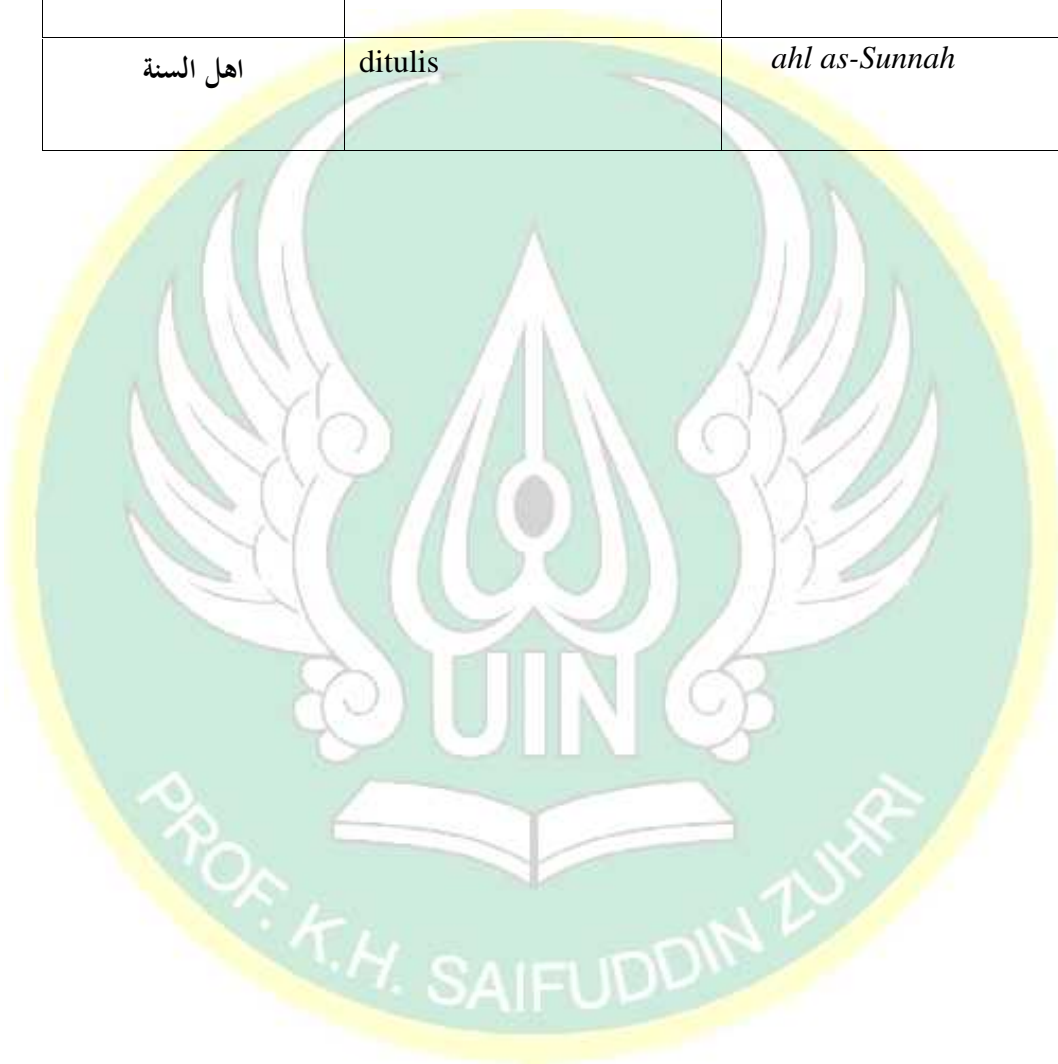 اهل السنة ditulis ahl as-Sunnah
UIN
PROF. K.H. SAIFUDDIN ZUHRI